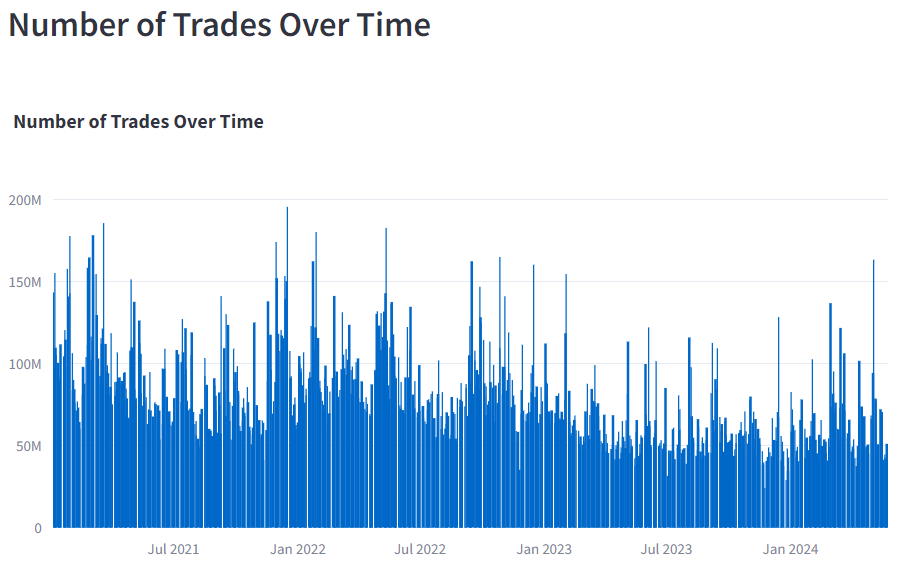 Number of Trades Over Time
Number of Trades Over Time
200M
150M
100M
50M
0
Jul 2021 Jan 2022 Jul 2022 Jan 2023 Jul 2023 Jan 2024